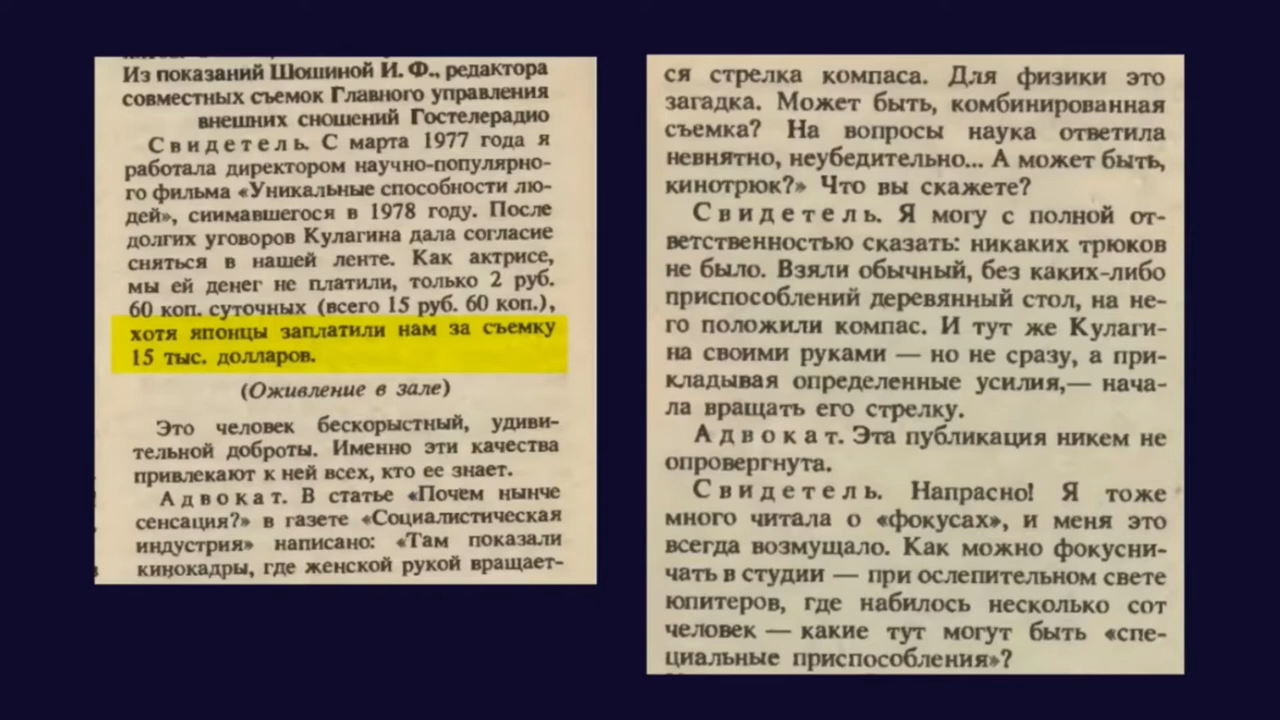 Из показаний Шошиной И. Ф., редактора
совместных съемок Главного управления
внешних сношений Гостелерадио
Свидетель. С марта 1977 года я
работала директором научно-популярно-
го фильма «Уникальные способности лю-
дей», снимавшегося в 1978 году. После
долгих уговоров Кулагина дала согласие
сняться в нашей ленте. Как актрисе,
мы ей денег не платили, только 2 руб.
60 коп. суточных (всего 15 руб. 60 коп.),
хотя японцы заплатили нам за съемку
15 тыс. долларов.
(Оживление в зале)
Это человек бескорыстный, удиви-
тельной доброты. Именно эти качества
привлекают к ней всех, кто ее знает.
Адвокат. В статье «Почем нынче
сенсация?» в газете «Социалистическая
индустрия» написано: «Там показали
кинокадры, где женской рукой вращает-
ся стрелка компаса. Для физики это
загадка. Может быть, комбинированная
съемка? На вопросы наука ответила
невнятно, неубедительно... А может быть,
кинотрюк?» Что вы скажете?
Свидетель. Я могу с полной от-
ветственностью сказать: никаких трюков
не было. Взяли обычный, без каких-либо
приспособлений деревянный стол, на не-
го положили компас. И тут же Кулаги-
на своими руками — но не сразу, а при-
кладывая определенные усилия,— нача-
ла вращать его стрелку.
Адвокат. Эта публикация никем не
опровергнута.
Свидетель. Напрасно! Я тоже
много читала о «фокусах», и меня это
всегда возмущало. Как можно фокусни-
чать в студии — при ослепительном свете
юпитеров, где набилось несколько сот
человек — какие тут могут быть «спе-
циальные приспособления»?